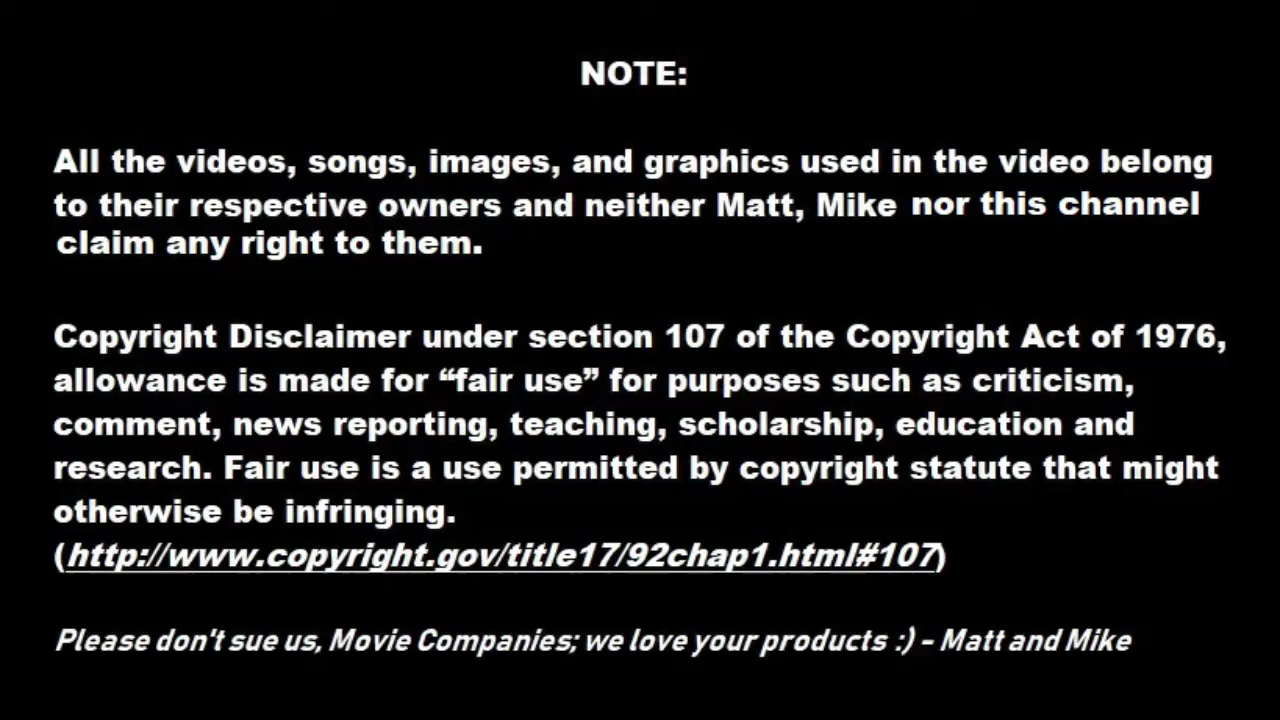 NOTE:
All the videos, songs, images, and graphics used in the video belong
to their respective owners and neither Matt, Mike nor this channel
claim any right to them.
Copyright Disclaimer under section 107 of the Copyright Act of 1976,
allowance is made for “fair use” for purposes such as criticism,
comment, news reporting, teaching, scholarship, education and
research. Fair use is a use permitted by copyright statute that might
otherwise be infringing.
(http://www.copyright.gov/title17/92chap1.html#107)
Please don't sue us, Movie Companies; we love your products :) - Matt and Mike